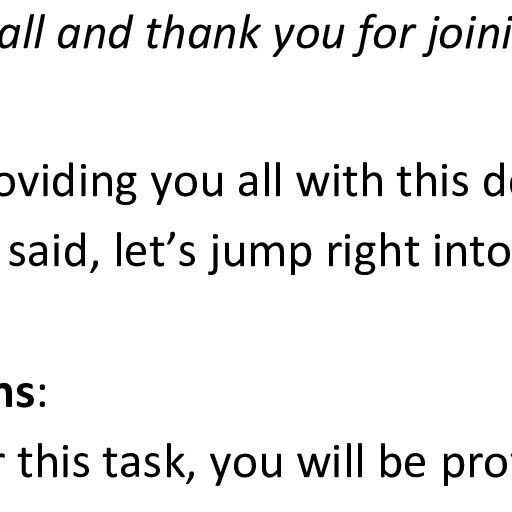 all and thank you for joini
oviding you all with this d
said, let’s jump right into
ns:
r this task, you will be pro